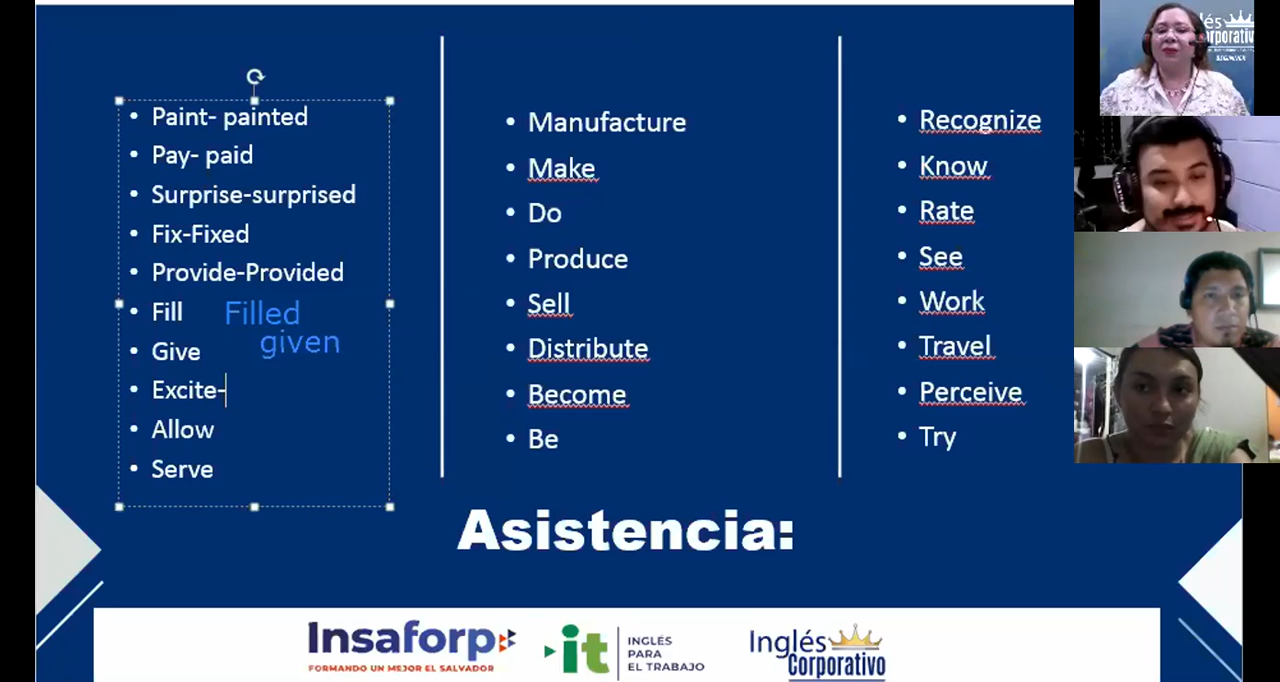 Paint- painted
Pay- paid
Surprise-surprised
Fix-Fixed
Provide-Provided
Fill Filled
Give given
Excite-
Allow
Serve
Manufacture
Make
Do
Produce
Sell
Distribute
Become
Be
Recognize
Know
Rate
See
Work
Travel
Perceive
Try
Asistencia:
Insaforp
FORMANDO UN MEJOR EL SALVADOR
it
INGLÉS
PARA
EL TRABAJO
Inglés
Corporativo